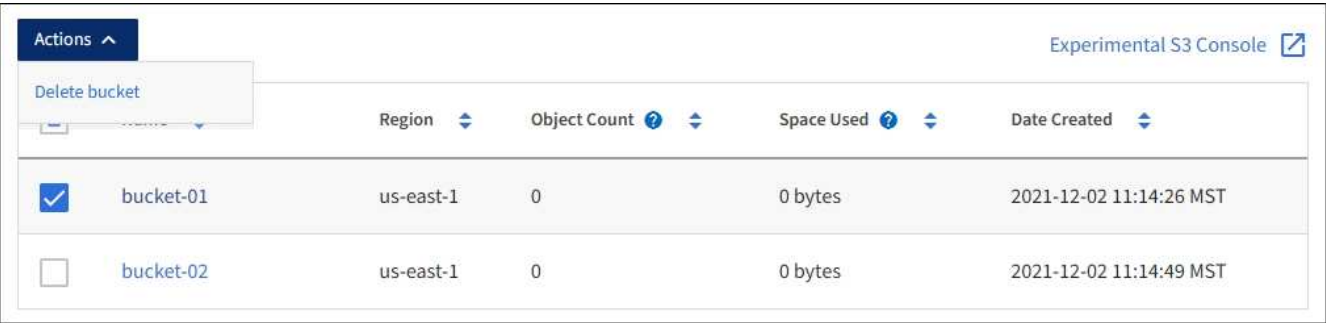 Actions
Experimental S3 Console
Delete bucket
Region Object Count ? Space Used ? Date Created
bucket-01 us-east-1 0 0 bytes 2021-12-02 11:14:26 MST
bucket-02 us-east-1 0 0 bytes 2021-12-02 11:14:49 MST